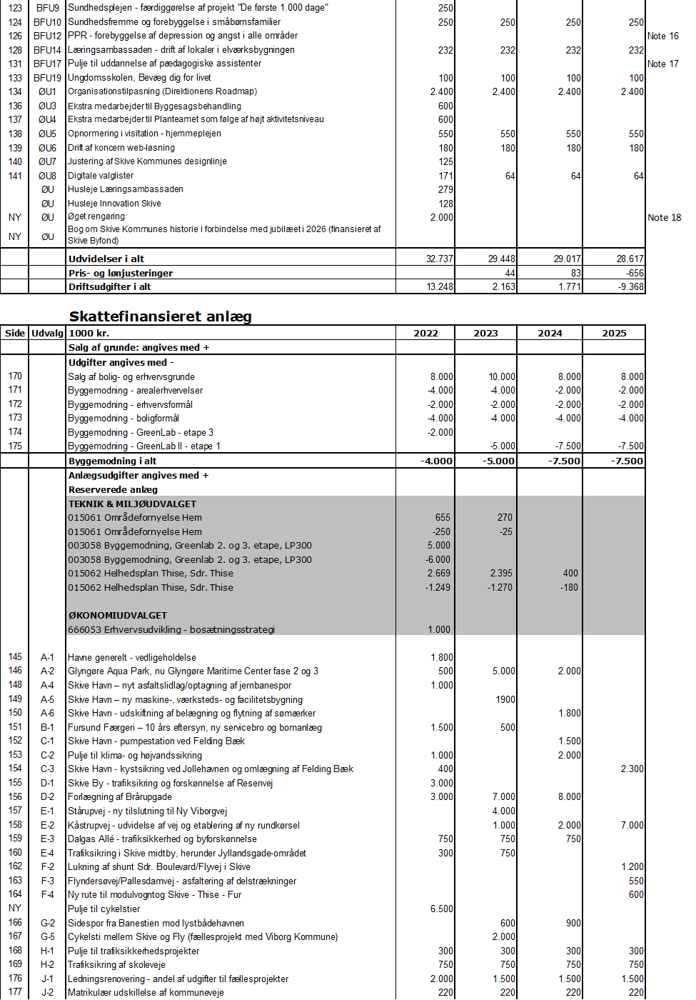 123 BFU9 Sundhedsplejen - færdiggørelse af projekt "De første 1.000 dage" 250
124 BFU10 Sundhedsfremme og forebyggelse i småbørnsfamilier 250 250 250 250
126 BFU12 PPR - forebyggelse af depression og angst i alle områder Note 16
128 BFU14 Læringsambassaden - drift af lokaler i elværksbygningen 232 232 232 232
131 BFU17 Pulje til uddannelse af pædagogiske assistenter Note 17
133 BFU19 Ungdomsskolen, Bevæg dig for livet 100 100 100 100
134 ØU1 Organisationstilpasning (Direktionens Roadmap) 2.400 2.400 2.400 2.400
136 ØU3 Ekstra medarbejder til Byggesagsbehandling 600
137 ØU4 Ekstra medarbejder til Planteamet som følge af højt aktivitetsniveau 600
138 ØU5 Opnormering i visitation - hjemmeplejen 550 550 550 550
139 ØU6 Drift af koncern web-løsning 180 180 180 180
140 ØU7 Justering af Skive Kommunes designlinje 125
141 ØU8 Digitale valglister 171 64 64 64
ØU Husleje Læringsambassaden 279
ØU Husleje Innovation Skive 128
NY ØU Øget rengøring 2.000 Note 18
NY ØU Bog om Skive Kommunes historie i forbindelse med jubilæet i 2026 (finansieret af
Skive Byfond)
Udvidelser i alt 32.737 29.448 29.017 28.617
Pris- og lønjusteringer 44 83 -656
Driftsudgifter i alt 13.248 2.163 1.771 -9.368
Skattefinansieret anlæg
Side Udvalg 1000 kr. 2022 2023 2024 2025
Salg af grunde: angives med +
Udgifter angives med -
170 Salg af bolig- og erhvervsgrunde 8.000 10.000 8.000 8.000
171 Byggemodning - arealerhvervelser -4.000 -4.000 -2.000 -2.000
172 Byggemodning - erhvervsformål -2.000 -2.000 -2.000 -2.000
173 Byggemodning - boligformål -4.000 -4.000 -4.000 -4.000
174 Byggemodning - GreenLab - etape 3 -2.000
175 Byggemodning - GreenLab II - etape 1 -5.000 -7.500 -7.500
Byggemodning i alt -4.000 -5.000 -7.500 -7.500
Anlægsudgifter angives med +
Reserverede anlæg
TEKNIK & MILJØUDVALGET
015061 Områdefornyelse Hem 655 270
015061 Områdefornyelse Hem -250 -25
003058 Byggemodning, Greenlab 2. og 3. etape, LP300 5.000
003058 Byggemodning, Greenlab 2. og 3. etape, LP300 -6.000
015062 Helhedsplan Thise, Sdr. Thise 2.669 2.395 400
015062 Helhedsplan Thise, Sdr. Thise -1.249 -1.270 -180
ØKONOMIUDVALGET
666053 Erhvervsudvikling - bosætningsstrategi 1.000
145 A-1 Havne generelt - vedligeholdelse 1.800
146 A-2 Glyngøre Aqua Park, nu Glyngøre Maritime Center fase 2 og 3 500 5.000 2.000
148 A-4 Skive Havn – nyt asfaltslidlag/optagning af jernbanespor 1.000
149 A-5 Skive Havn – ny maskine-, værksteds- og facilitetsbygning 1900
150 A-6 Skive Havn - udskiftning af belægning og flytning af sømærker 1.800
151 B-1 Fursund Færgeri – 10 års eftersyn, ny servicebro og bomanlæg 1.500 500
152 C-1 Skive Havn - pumpestation ved Felding Bæk 1.500
153 C-2 Pulje til klima- og højvandssikring 1.000 2.000
154 C-3 Skive Havn - kystsikring ved Jollehavnen og omlægning af Felding Bæk 400 2.300
155 D-1 Skive By - trafiksikring og forskønnelse af Resenvej 3.000
156 D-2 Forlægning af Brårupgade 3.000 7.000 8.000
157 E-1 Stårupvej - ny tilslutning til Ny Viborgvej 4.000
158 E-2 Kåstrupvej - udvidelse af vej og etablering af ny rundkørsel 1.000 2.000 7.000
159 E-3 Dalgas Allé - trafiksikkerhed og byforskønnelse 750 750 750
160 E-4 Trafiksikring i Skive midtby, herunder Jyllandsgade-området 300 750
162 F-2 Lukning af shunt Sdr. Boulevard/Flyvej i Skive 1.200
163 F-3 Flyndersøvej/Pallesdamvej - asfaltering af delstrækninger 550
164 F-4 Ny rute til modulvogntog Skive - Thise - Fur 600
NY Pulje til cykelstier 6.500
166 G-2 Sidespor fra Banestien mod lystbådehavnen 600 900
167 G-5 Cykelsti mellem Skive og Fly (fællesprojekt med Viborg Kommune) 2.000
168 H-1 Pulje til trafiksikkerhedsprojekter 300 300 300 300
169 H-2 Trafiksikring af skoleveje 750 750 750 750
176 J-1 Ledningsrenovering - andel af udgifter til fællesprojekter 2.000 1.500 1.500 1.500
177 J-2 Matrikulær udskillelse af kommuneveje 220 220 220 220